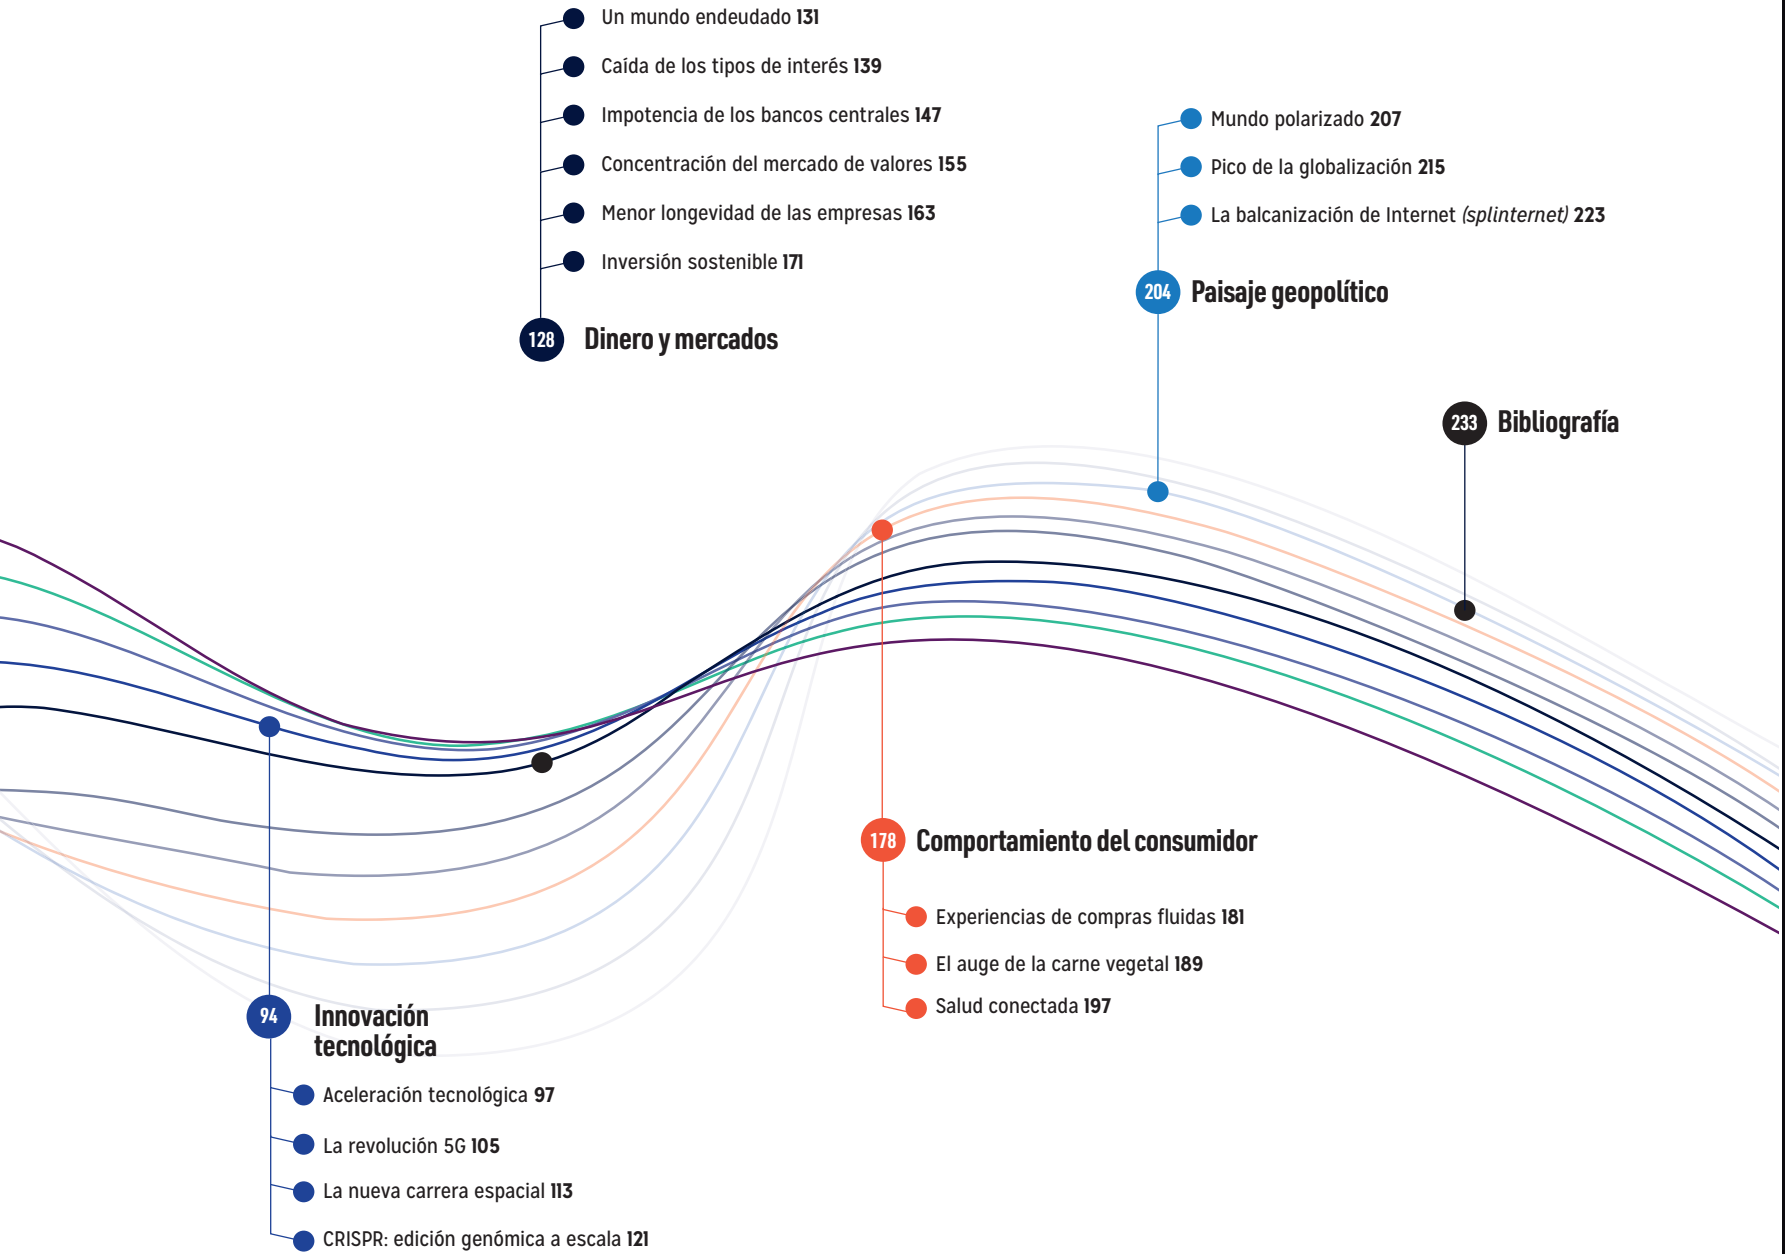 Un mundo endeudado 131
Caída de los tipos de interés 139
Impotencia de los bancos centrales 147
Concentración del mercado de valores 155
Menor longevidad de las empresas 163
Inversión sostenible 171
128 Dinero y mercados
Mundo polarizado 207
Pico de la globalización 215
La balcanización de Internet (splinternet) 223
204 Paisaje geopolítico
233 Bibliografía
178 Comportamiento del consumidor
Experiencias de compras fluidas 181
El auge de la carne vegetal 189
Salud conectada 197
94 Innovación
tecnológica
Aceleración tecnológica 97
La revolución 5G 105
La nueva carrera espacial 113
CRISPR: edición genómica a escala 121